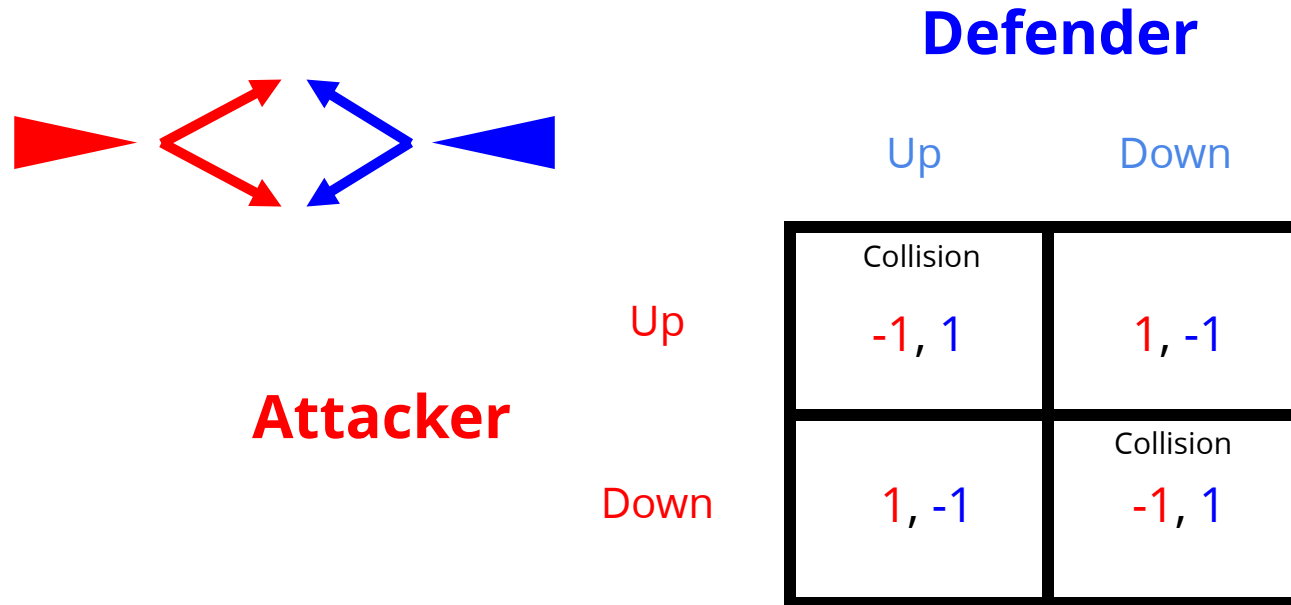 Defender
Up Down
Collision
Up
-1, 1
1, -1
Attacker
Collision
Down
1, -1
-1, 1